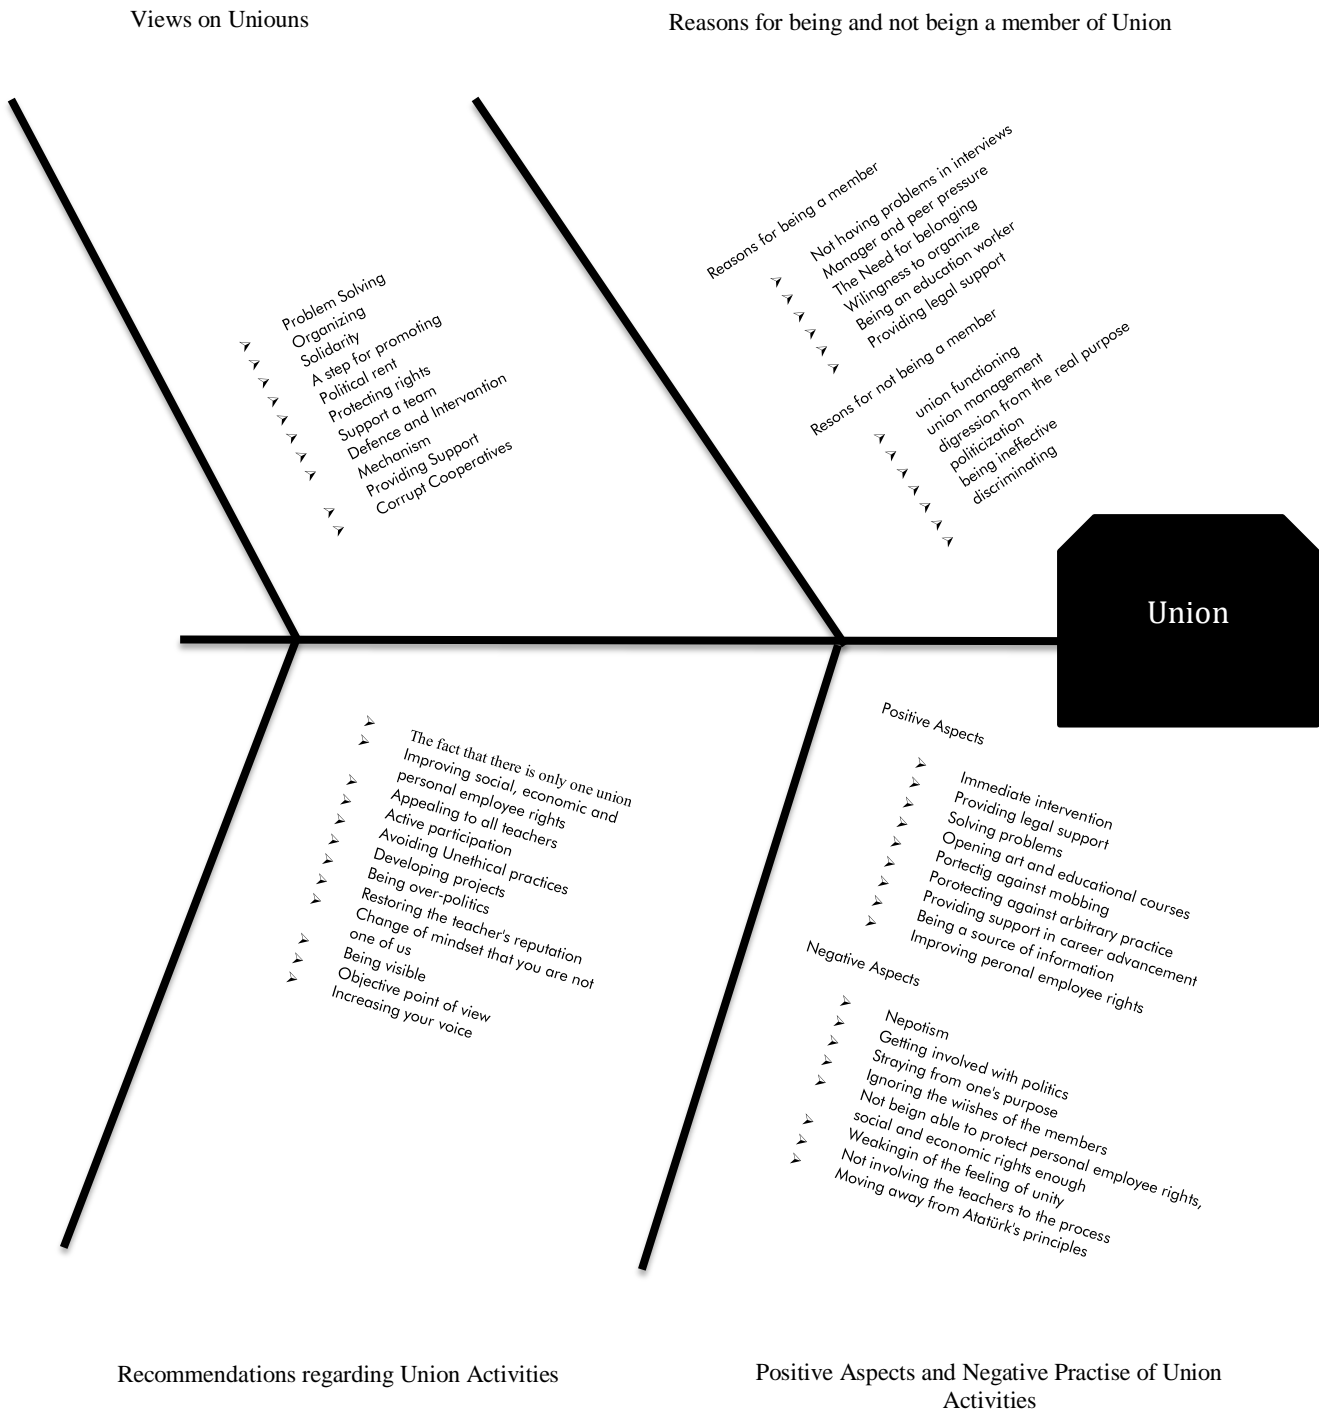 Views on Uniouns
Reasons for being and not beign a member of Union
Problem Solving
Organizing
Solidarity
A step for promoting
Political rent
Protecting rights
Support a team
Defence and Intervantion
Mechanism
Providing Support
Corrupt Cooperatives
Reasons for being a member
Not having problems in interviews
Manager and peer pressure
The Need for belonging
Wilingness to organize
Being an education worker
Providing legal support
Resons for not being a member
union functioning
union management
digression from the real purpose
politicization
being ineffective
discriminating
Union
The fact that there is only one union
Improving social, economic and
personal employee rights
Appealing to all teachers
Active participation
Avoiding Unethical practices
Developing projects
Being over-politics
Restoring the teacher's reputation
Change of mindset that you are not
one of us
Being visible
Objective point of view
Increasing your voice
Positive Aspects
Immediate intervention
Providing legal support
Solving problems
Opening art and educational courses
Portectig against mobbing
Porotecting against arbitrary practice
Providing support in career advancement
Being a source of information
Improving peronal employee rights
Negative Aspects
Nepotism
Getting involved with politics
Straying from one's purpose
Ignoring the wiishes of the members
Not beign able to protect personal employee rights,
social and economic rights enough
Weakingin of the feeling of unity
Not involving the teachers to the process
Moving away from Atatürk's principles
Recommendations regarding Union Activities
Positive Aspects and Negative Practise of Union
Activities